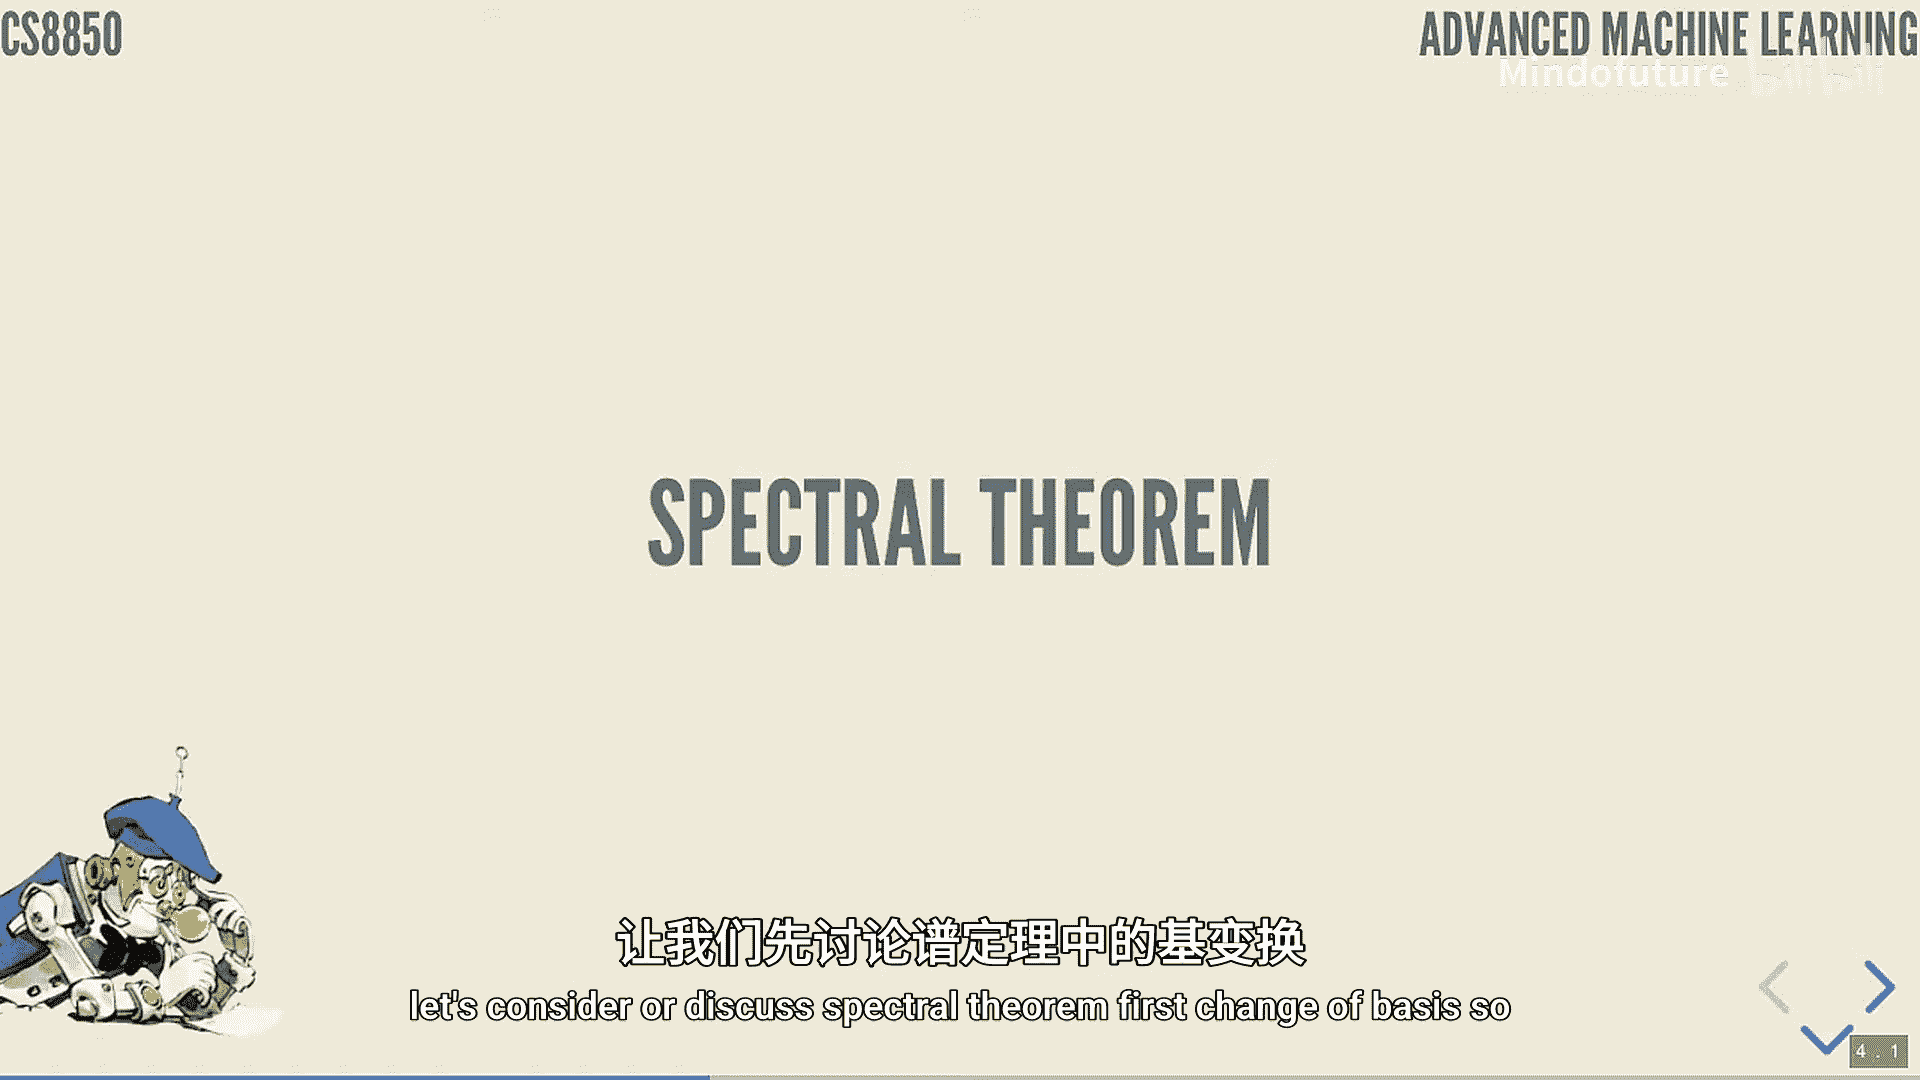 CS8850
ADVANCED MACHINE LEARNING
Mindofuture bilibili
SPECTRAL THEOREM
让我们先讨论谱定理中的基变换
let's consider or discuss spectral theorem first change of basis so
4 . 1